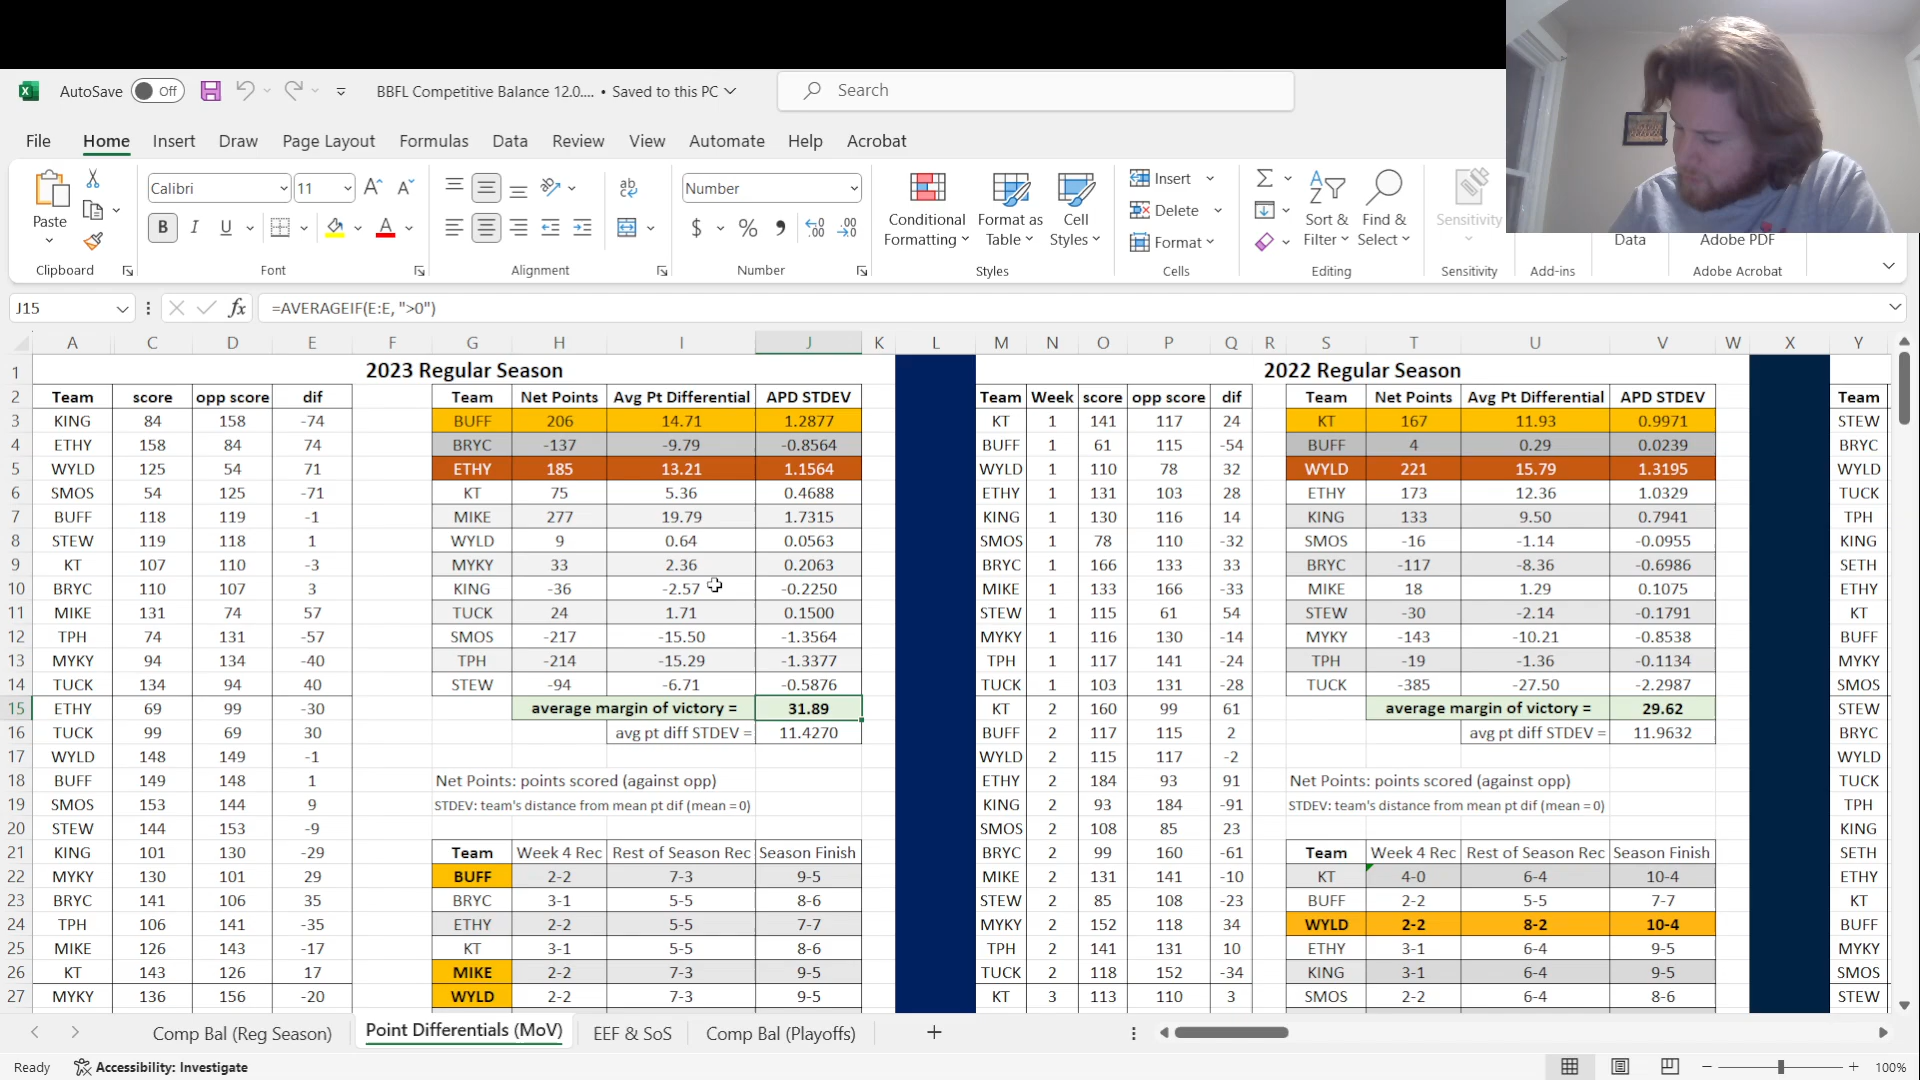 AutoSave Off BBFL Competitive Balance 12.0.... • Saved to this PC Search
File Home Insert Draw Page Layout Formulas Data Review View Automate Help Acrobat
Paste Calibri 11 Number Conditional Formatting Format as Table Cell Styles Insert Delete Format Sort & Filter Find & Select Sensitivity Data Adobe PDF
Clipboard Font Alignment Number Styles Cells Editing Sensitivity Add-ins Adobe Acrobat
J15 fx =AVERAGEIF(E:E, ">0")
A C D E F G H I J K L M N O P Q R S T U V W X Y
1 2023 Regular Season 2022 Regular Season
2 Team score opp score dif Team Net Points Avg Pt Differential APD STDEV Team Week score opp score dif Team Net Points Avg Pt Differential APD STDEV Team
3 KING 84 158 -74 BUFF 206 14.71 1.2877 KT 1 141 117 24 KT 167 11.93 0.9971 STEW
4 ETHY 158 84 74 BRYC -137 -9.79 -0.8564 BUFF 1 61 115 -54 BUFF 4 0.29 0.0239 BRYC
5 WYLD 125 54 71 ETHY 185 13.21 1.1564 WYLD 1 110 78 32 WYLD 221 15.79 1.3195 WYLD
6 SMOS 54 125 -71 KT 75 5.36 0.4688 ETHY 1 131 103 28 ETHY 173 12.36 1.0329 TUCK
7 BUFF 118 119 -1 MIKE 277 19.79 1.7315 KING 1 130 116 14 KING 133 9.50 0.7941 TPH
8 STEW 119 118 1 WYLD 9 0.64 0.0563 SMOS 1 78 110 -32 SMOS -16 -1.14 -0.0955 KING
9 KT 107 110 -3 MYKY 33 2.36 0.2063 BRYC 1 166 133 33 BRYC -117 -8.36 -0.6986 SETH
10 BRYC 110 107 3 KING -36 -2.57 -0.2250 MIKE 1 133 166 -33 MIKE 18 1.29 0.1075 ETHY
11 MIKE 131 74 57 TUCK 24 1.71 0.1500 STEW 1 115 61 54 STEW -30 -2.14 -0.1791 KT
12 TPH 74 131 -57 SMOS -217 -15.50 -1.3564 MYKY 1 116 130 -14 MYKY -143 -10.21 -0.8538 BUFF
13 MYKY 94 134 -40 TPH -214 -15.29 -1.3377 TPH 1 117 141 -24 TPH -19 -1.36 -0.1134 MYKY
14 TUCK 134 94 40 STEW -94 -6.71 -0.5876 TUCK 1 103 131 -28 TUCK -385 -27.50 -2.2987 SMOS
15 ETHY 69 99 -30 average margin of victory = 31.89 KT 2 160 99 61 average margin of victory = 29.62 STEW
16 TUCK 99 69 30 avg pt diff STDEV = 11.4270 BUFF 2 117 115 2 avg pt diff STDEV = 11.9632 BRYC
17 WYLD 148 149 -1 WYLD 2 115 117 -2 WYLD
18 BUFF 149 148 1 Net Points: points scored (against opp) ETHY 2 184 93 91 Net Points: points scored (against opp) TUCK
19 SMOS 153 144 9 STDEV: team's distance from mean pt dif (mean = 0) KING 2 93 184 -91 STDEV: team's distance from mean pt dif (mean = 0) TPH
20 STEW 144 153 -9 SMOS 2 108 85 23 KING
21 KING 101 130 -29 Team Week 4 Rec Rest of Season Rec Season Finish BRYC 2 99 160 -61 Team Week 4 Rec Rest of Season Rec Season Finish SETH
22 MYKY 130 101 29 BUFF 2-2 7-3 9-5 MIKE 2 131 141 -10 KT 4-0 6-4 10-4 ETHY
23 BRYC 141 106 35 BRYC 3-1 5-5 8-6 STEW 2 85 108 -23 BUFF 2-2 5-5 7-7 KT
24 TPH 106 141 -35 ETHY 2-2 5-5 7-7 MYKY 2 152 118 34 WYLD 2-2 8-2 10-4 BUFF
25 MIKE 126 143 -17 KT 3-1 5-5 8-6 TPH 2 141 131 10 ETHY 3-1 6-4 9-5 MYKY
26 KT 143 126 17 MIKE 2-2 7-3 9-5 TUCK 2 118 152 -34 KING 3-1 6-4 9-5 SMOS
27 MYKY 136 156 -20 WYLD 2-2 7-3 9-5 KT 3 113 110 3 SMOS 2-2 6-4 8-6 STEW
Comp Bal (Reg Season) Point Differentials (MoV) EEF & SoS Comp Bal (Playoffs)
Ready Accessibility: Investigate 100%